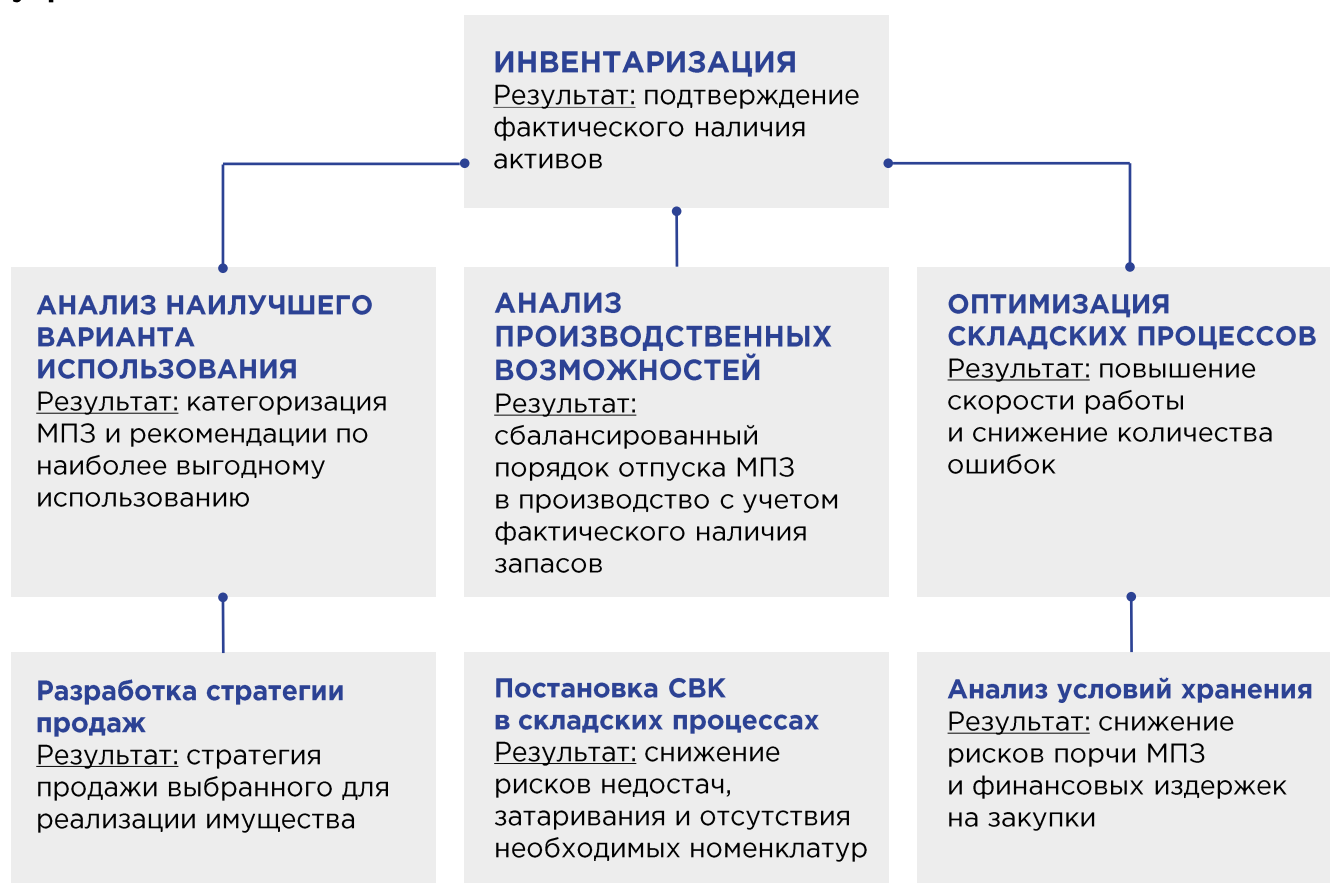 ИНВЕНТАРИЗАЦИЯ
Результат: подтверждение
фактического наличия
активов
АНАЛИЗ НАИЛУЧШЕГО
ВАРИАНТА
ИСПОЛЬЗОВАНИЯ
Результат: категоризация
МПЗ и рекомендации по
наиболее выгодному
использованию
АНАЛИЗ
ПРОИЗВОДСТВЕННЫХ
ВОЗМОЖНОСТЕЙ
Результат:
сбалансированный
порядок отпуска МПЗ
в производство с учетом
фактического наличия
запасов
ОПТИМИЗАЦИЯ
СКЛАДСКИХ ПРОЦЕССОВ
Результат: повышение
скорости работы
и снижение количества
ошибок
Разработка стратегии
продаж
Результат: стратегия
продажи выбранного для
реализации имущества
Постановка СВК
в складских процессах
Результат: снижение
рисков недостач,
затаривания и отсутствия
необходимых номенклатур
Анализ условий хранения
Результат: снижение
рисков порчи МПЗ
и финансовых издержек
на закупки